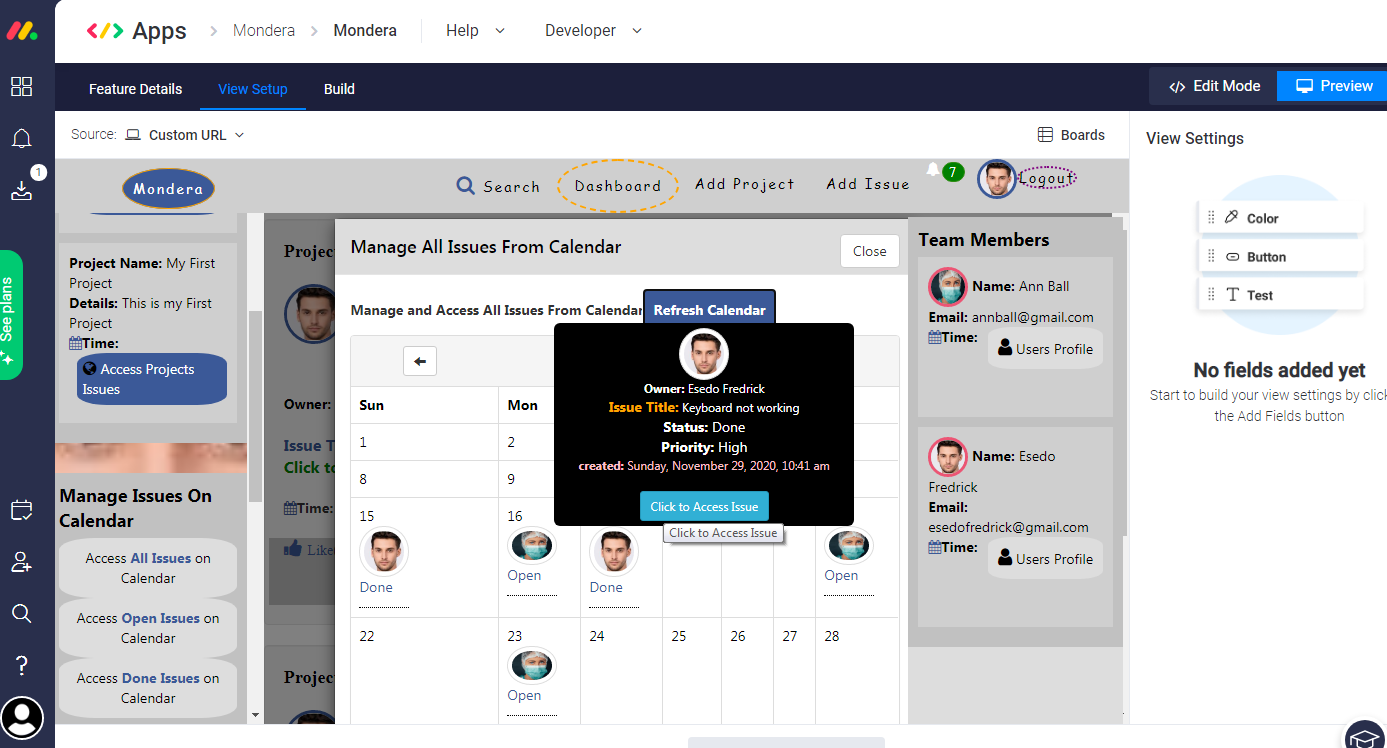 Apps
Mondera
Mondera
Help
Developer
Feature Details
View Setup
Build
Edit Mode
Preview
Source:
Custom URL
Boards
View Settings
1
See plans
Mondera
Search
Dashboard
Add Project
Add Issue
7
Logout
Project Name: My First
Project
Details: This is my First
Project
Time:
Access Projects
Issues
Manage Issues On
Calendar
Access All Issues on
Calendar
Access Open Issues on
Calendar
Access Done Issues on
Calendar
Projec
Owner:
Issue T
Click to
Time:
Like
Projec
Manage All Issues From Calendar
Close
Manage and Access All Issues From Calendar
Refresh Calendar
Sun
Mon
1
2
8
9
15
16
Done
Open
Done
Open
22
23
24
25
26
27
28
Open
Owner: Esedo Fredrick
Issue Title: Keyboard not working
Status: Done
Priority: High
created: Sunday, November 29, 2020, 10:41 am
Click to Access Issue
Click to Access Issue
Team Members
Name: Ann Ball
Email: annball@gmail.com
Time:
Users Profile
Name: Esedo
Fredrick
Email:
esedofredrick@gmail.com
Time:
Users Profile
Color
Button
Test
No fields added yet
Start to build your view settings by click
the Add Fields button